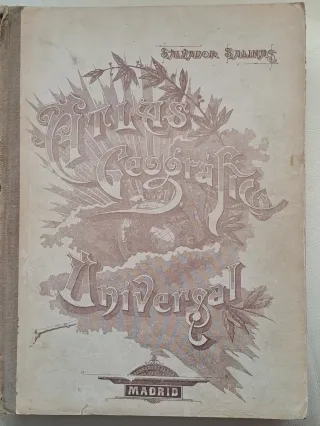 SALVADOR SALINAS
Atlas
Geográfico
Universal
MADRID